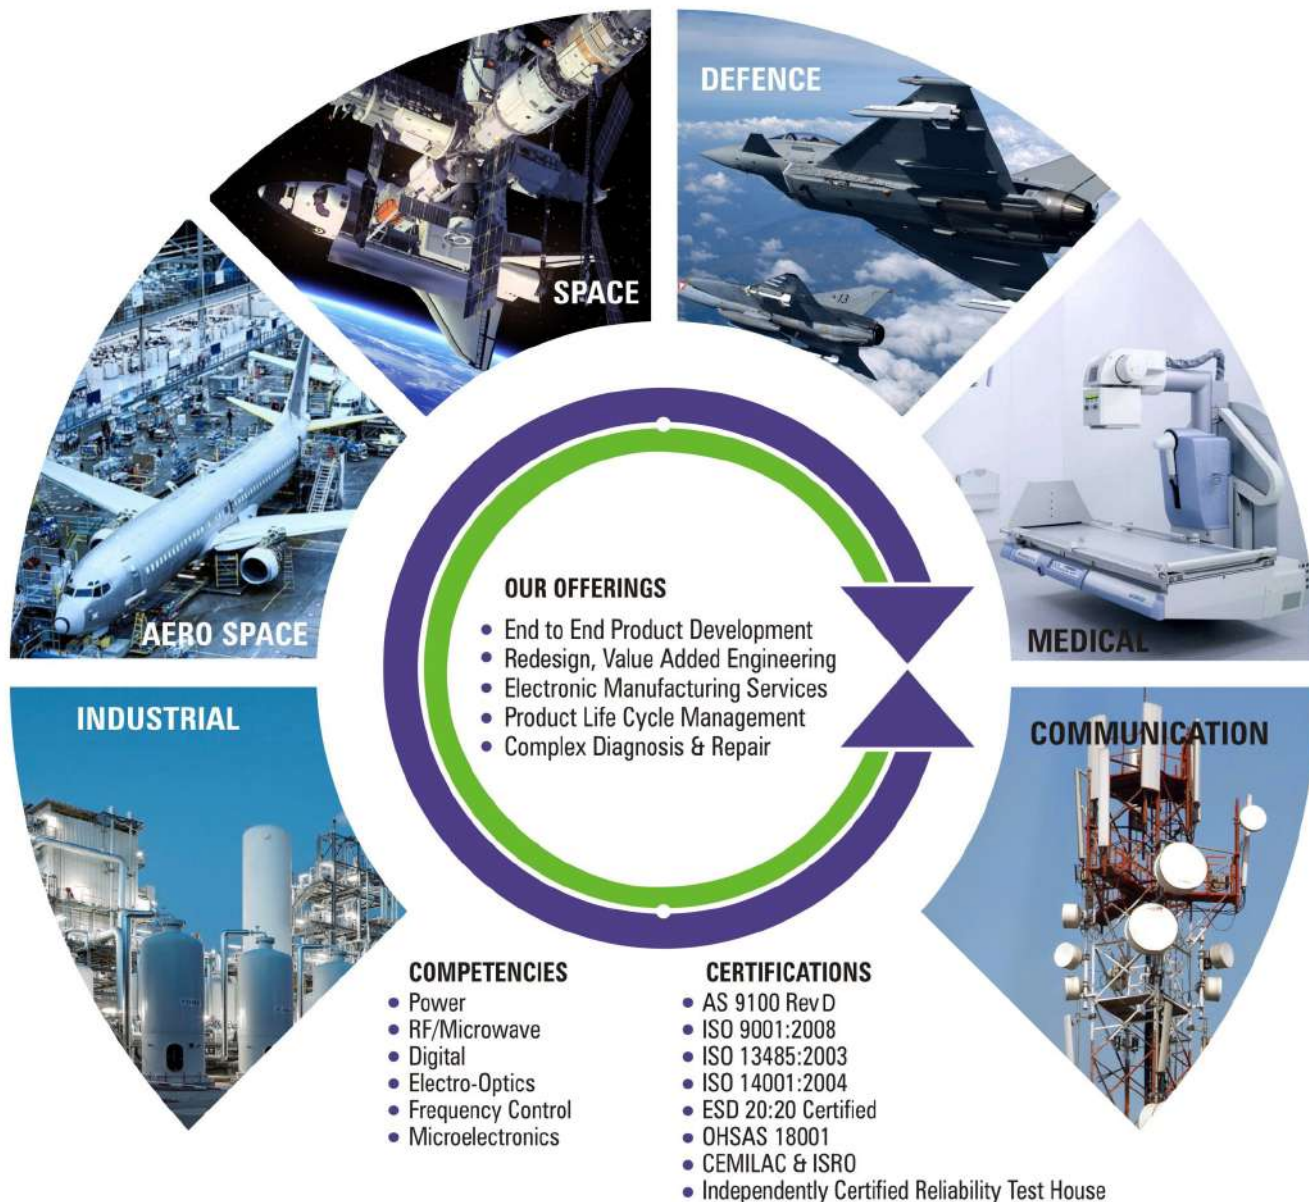 DEFENCE
SPACE
AERO SPACE
MEDICAL
INDUSTRIAL
COMMUNICATION
OUR OFFERINGS
• End to End Product Development
• Redesign, Value Added Engineering
• Electronic Manufacturing Services
• Product Life Cycle Management
• Complex Diagnosis & Repair
COMPETENCIES
• Power
• RF/Microwave
• Digital
• Electro-Optics
• Frequency Control
• Microelectronics
CERTIFICATIONS
• AS 9100 Rev D
• ISO 9001:2008
• ISO 13485:2003
• ISO 14001:2004
• ESD 20:20 Certified
• OHSAS 18001
• CEMILAC & ISRO
• Independently Certified Reliability Test House